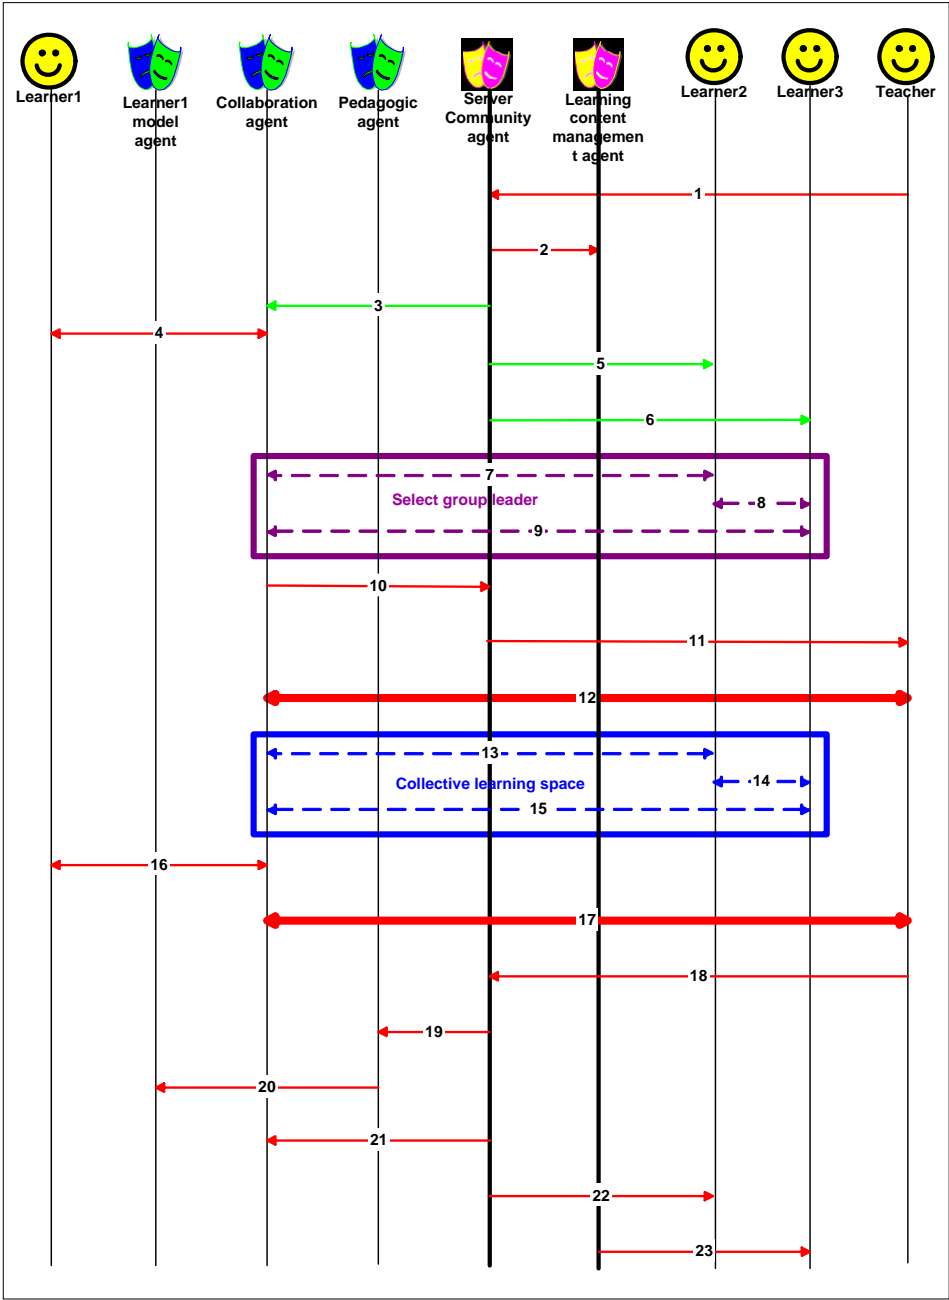 Learner1
Learner1
model
agent
Collaboration
agent
Pedagogic
agent
Server
Community
agent
Learning
content
managemen
t agent
Learner2
Learner3
Teacher
1
2
3
4
5
6
7
Select group leader
8
9
10
11
12
13
Collective learning space
14
15
16
17
18
19
20
21
22
23